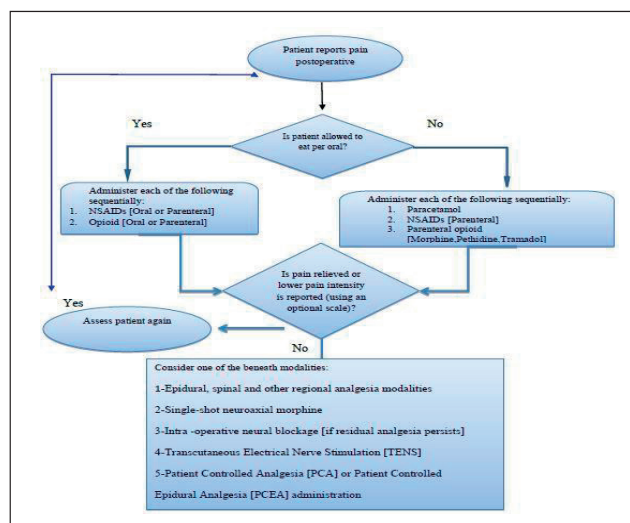 Patient reports pain
postoperative
Yes
No
Is patient allowed to
eat per oral?
Administer each of the following
sequentially:
1. NSAIDs [Oral or Parenteral]
2. Opioid [Oral or Parenteral]
Administer each of the following sequentially:
1. Paracetamol
2. NSAIDs [Parenteral]
3. Parenteral opioid
[Morphine,Pethidine,Tramadol]
Is pain relieved or
lower pain intensity
is reported (using an
optional scale)?
Yes
Assess patient again
No
Consider one of the beneath modalities:
1-Epidural, spinal and other regional analgesia modalities
2-Single-shot neuroaxial morphine
3-Intra -operative neural blockage [if residual analgesia persists]
4-Transcutaneous Electrical Nerve Stimulation [TENS]
5-Patient Controlled Analgesia [PCA] or Patient Controlled
Epidural Analgesia [PCEA] administration